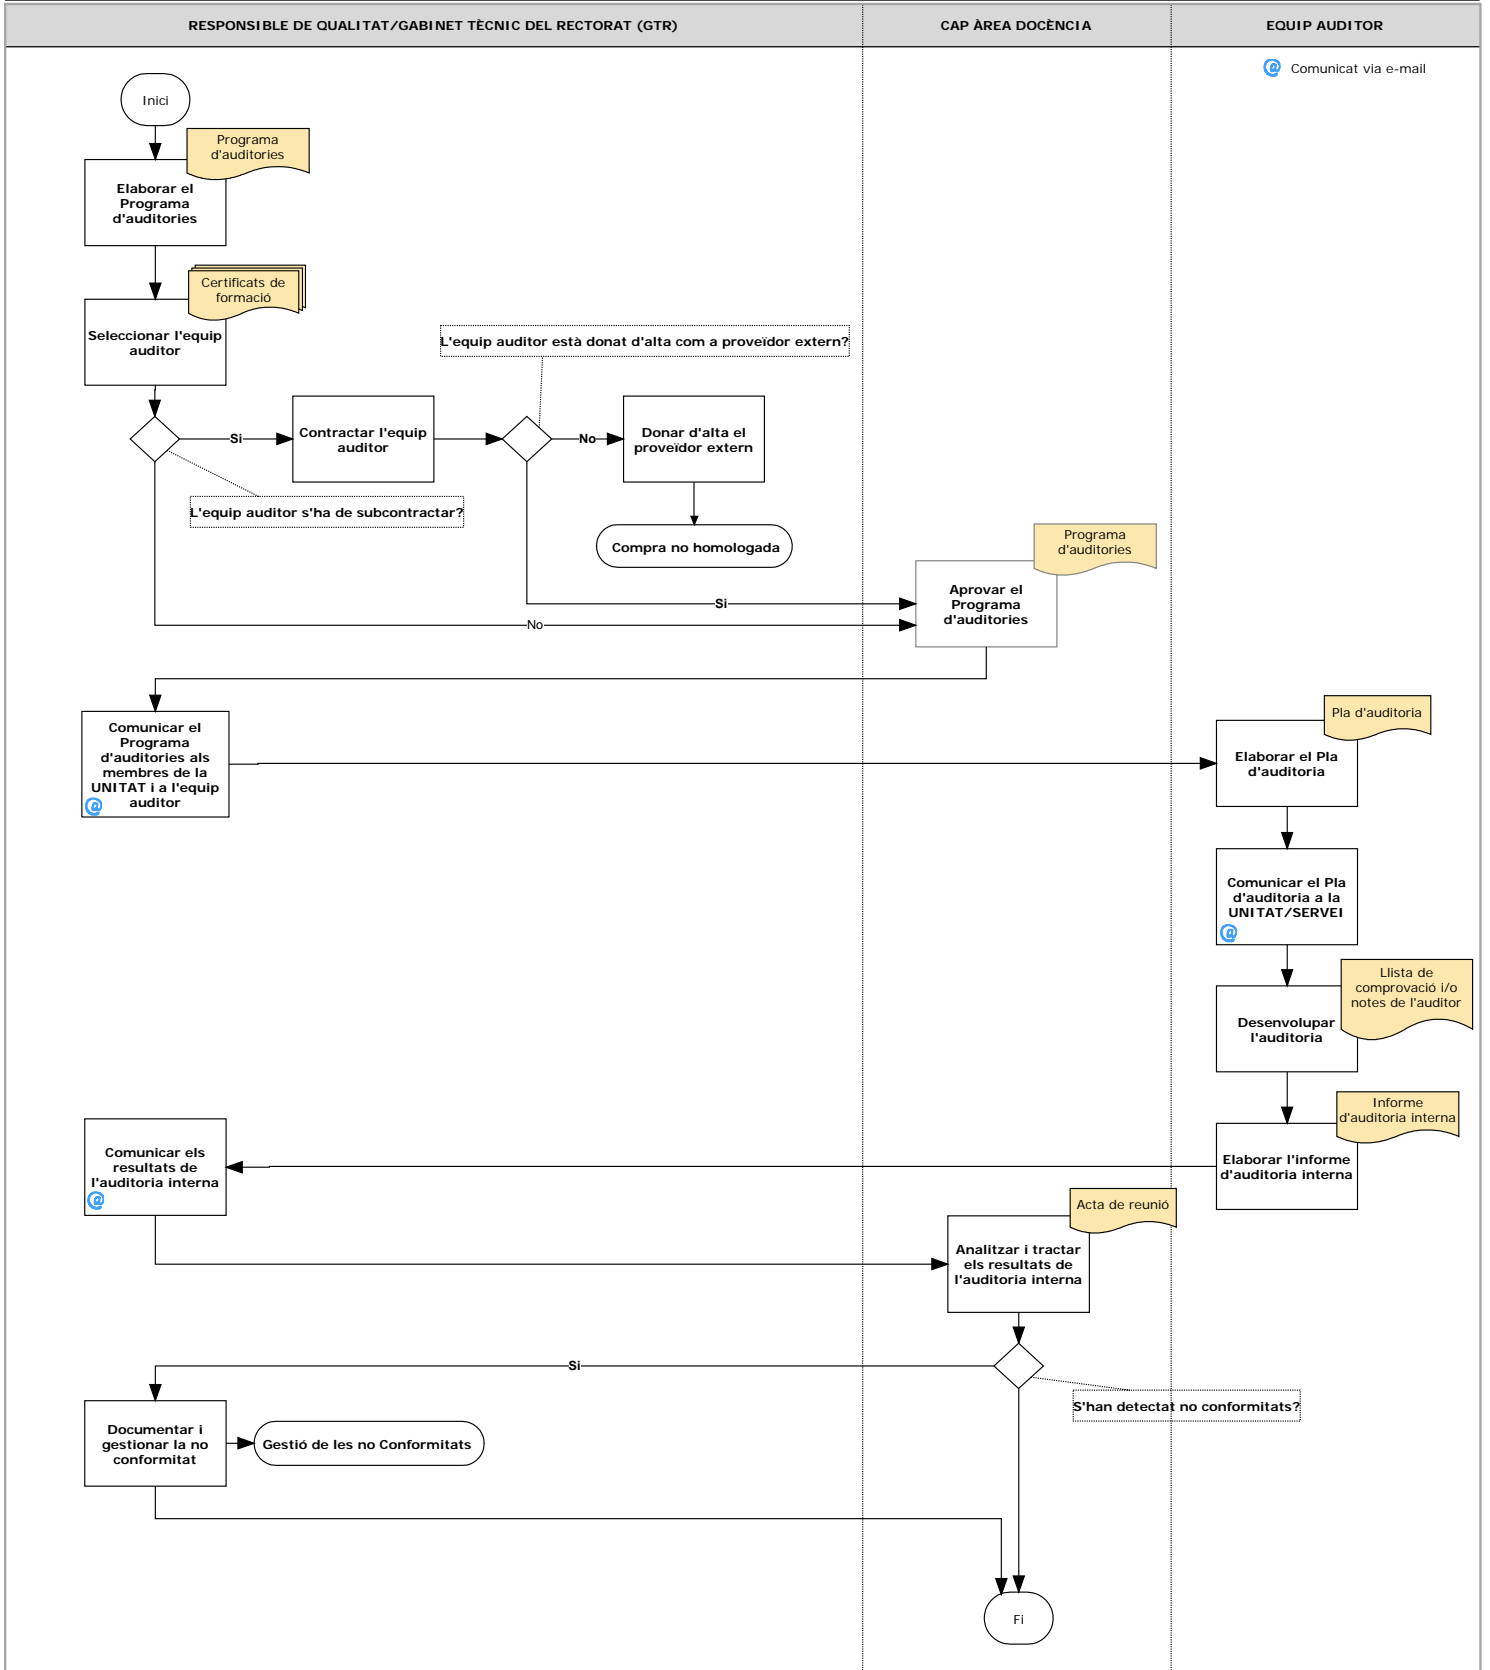 RESPONSIBLE DE QUALITAT/GABINET TÈCNIC DEL RECTORAT (GTR)
CAP ÀREA DOCÈNCIA
EQUIP AUDITOR
@ Comunicat via e-mail
Inici
Programa
d'auditories
Elaborar el
Programa
d'auditories
Certificats de
formació
Seleccionar l'equip
auditor
L'equip auditor està donat d'alta com a proveïdor extern?
Si
Contractar l'equip
auditor
No
Donar d'alta el
proveïdor extern
L'equip auditor s'ha de subcontractar?
Compra no homologada
Programa
d'auditories
Aprovar el
Programa
d'auditories
Si
No
Comunicar el
Programa
d'auditories als
membres de la
UNITAT i a l'equip
auditor
@
Pla d'auditoria
Elaborar el Pla
d'auditoria
Comunicar el Pla
d'auditoria a la
UNITAT/SERVEI
@
Llista de
comprovació i/o
notes de l'auditor
Desenvolupar
l'auditoria
Informe
d'auditoria interna
Elaborar l'informe
d'auditoria interna
Comunicar els
resultats de
l'auditoria interna
@
Acta de reunió
Analitzar i tractar
els resultats de
l'auditoria interna
Si
S'han detectat no conformitats?
Documentar i
gestionar la no
conformitat
Gestió de les no Conformitats
Fi